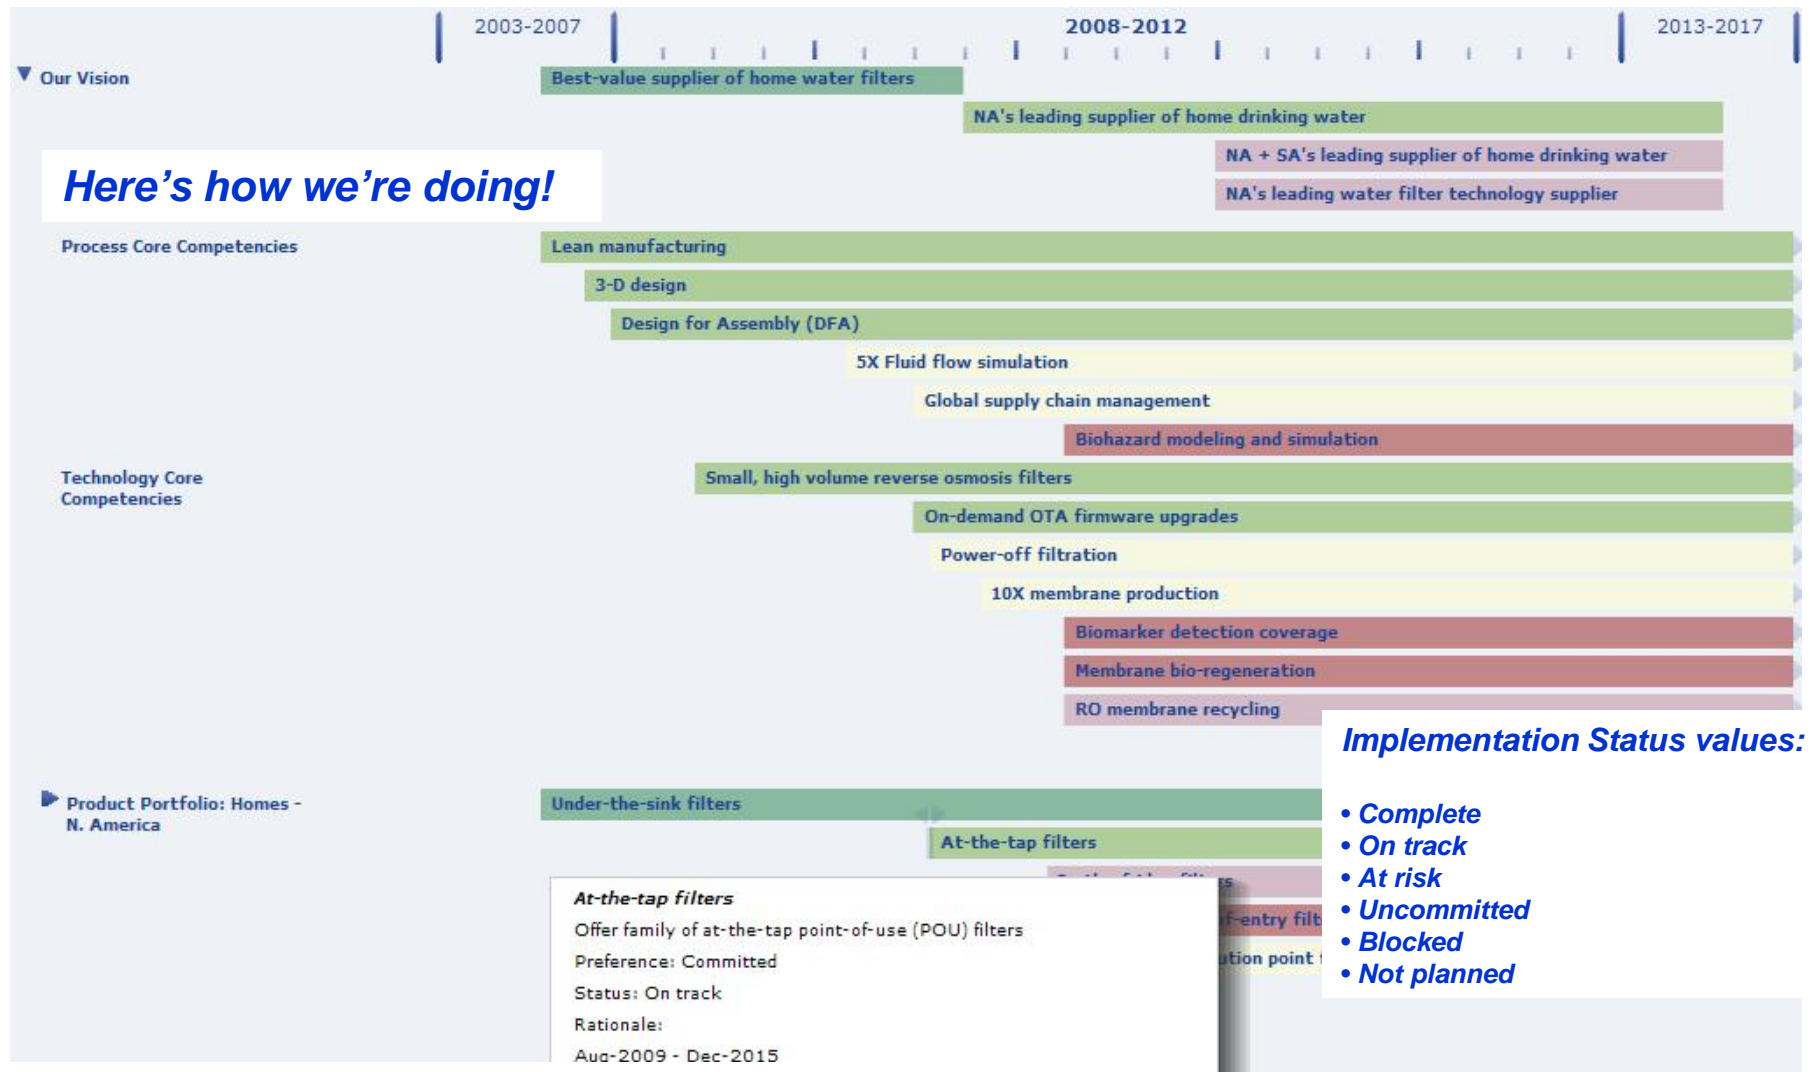 2003-2007
2008-2012
2013-2017
Our Vision
Best-value supplier of home water filters
NA's leading supplier of home drinking water
NA + SA's leading supplier of home drinking water
NA's leading water filter technology supplier
Here's how we're doing!
Process Core Competencies
Lean manufacturing
3-D design
Design for Assembly (DFA)
5X Fluid flow simulation
Global supply chain management
Biohazard modeling and simulation
Technology Core
Competencies
Small, high volume reverse osmosis filters
On-demand OTA firmware upgrades
Power-off filtration
10X membrane production
Biomarker detection coverage
Membrane bio-regeneration
RO membrane recycling
Implementation Status values:
• Complete
• On track
• At risk
• Uncommitted
• Blocked
• Not planned
Product Portfolio: Homes -
N. America
Under-the-sink filters
At-the-tap filters
-entry
point
At-the-tap filters
Offer family of at-the-tap point-of-use (POU) filters
Preference: Committed
Status: On track
Rationale:
Aug-2009 - Dec-2015